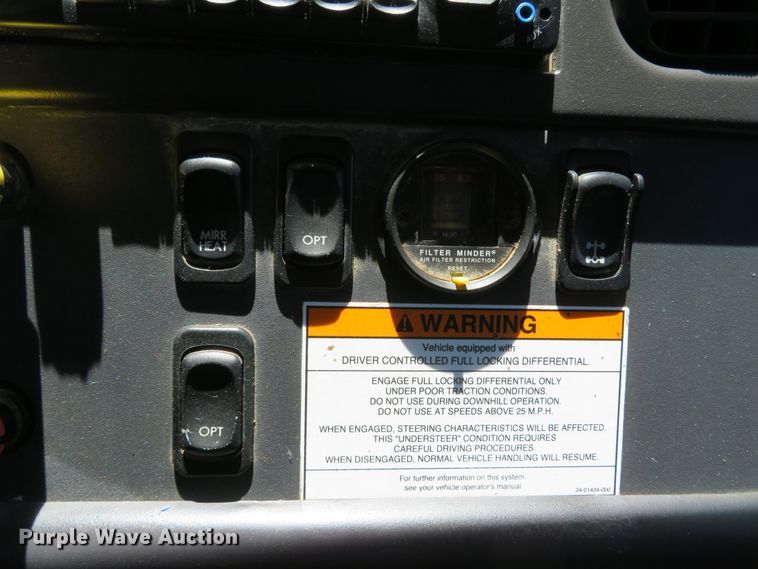 AUX
MIRR
HEAT
OPT
H₂O
FILTER MINDER®
AIR FILTER RESTRICTION
RESET
OPT
WARNING
Vehicle equipped with
DRIVER CONTROLLED FULL LOCKING DIFFERENTIAL.
ENGAGE FULL LOCKING DIFFERENTIAL ONLY
UNDER POOR TRACTION CONDITIONS.
DO NOT USE DURING DOWNHILL OPERATION.
DO NOT USE AT SPEEDS ABOVE 25 M.P.H.
WHEN ENGAGED, STEERING CHARACTERISTICS WILL BE AFFECTED.
THIS "UNDERSTEER" CONDITION REQUIRES
CAREFUL DRIVING PROCEDURES.
WHEN DISENGAGED, NORMAL VEHICLE HANDLING WILL RESUME.
For further information on this system,
see your vehicle operator's manual.
24-01434-000
Purple Wave Auction